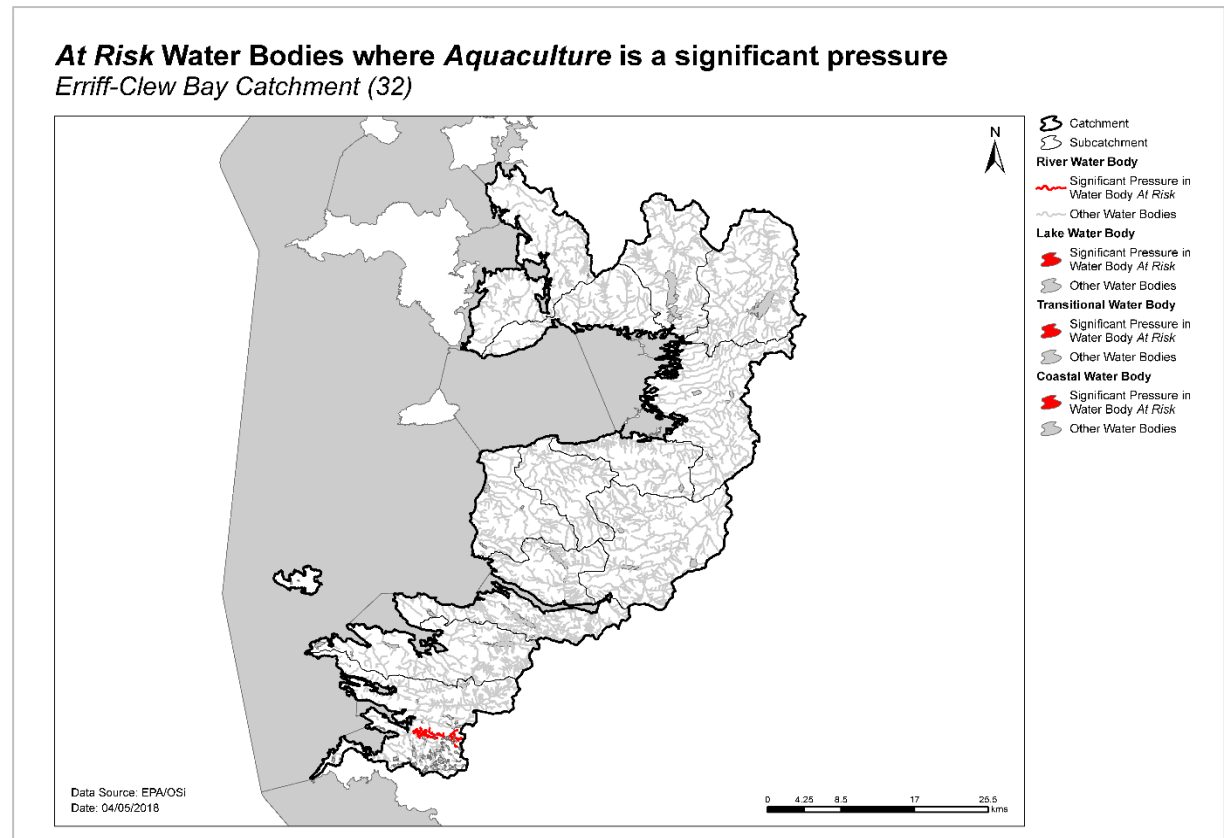 At Risk Water Bodies where Aquaculture is a significant pressure
Erriff-Clew Bay Catchment (32)
N
Catchment
Subcatchment
River Water Body
Significant Pressure in
Water Body At Risk
Other Water Bodies
Lake Water Body
Significant Pressure in
Water Body At Risk
Other Water Bodies
Transitional Water Body
Significant Pressure in
Water Body At Risk
Other Water Bodies
Coastal Water Body
Significant Pressure in
Water Body At Risk
Other Water Bodies
Data Source: EPA/OSi
Date: 04/05/2018
0 4.25 8.5 17 25.5
kms